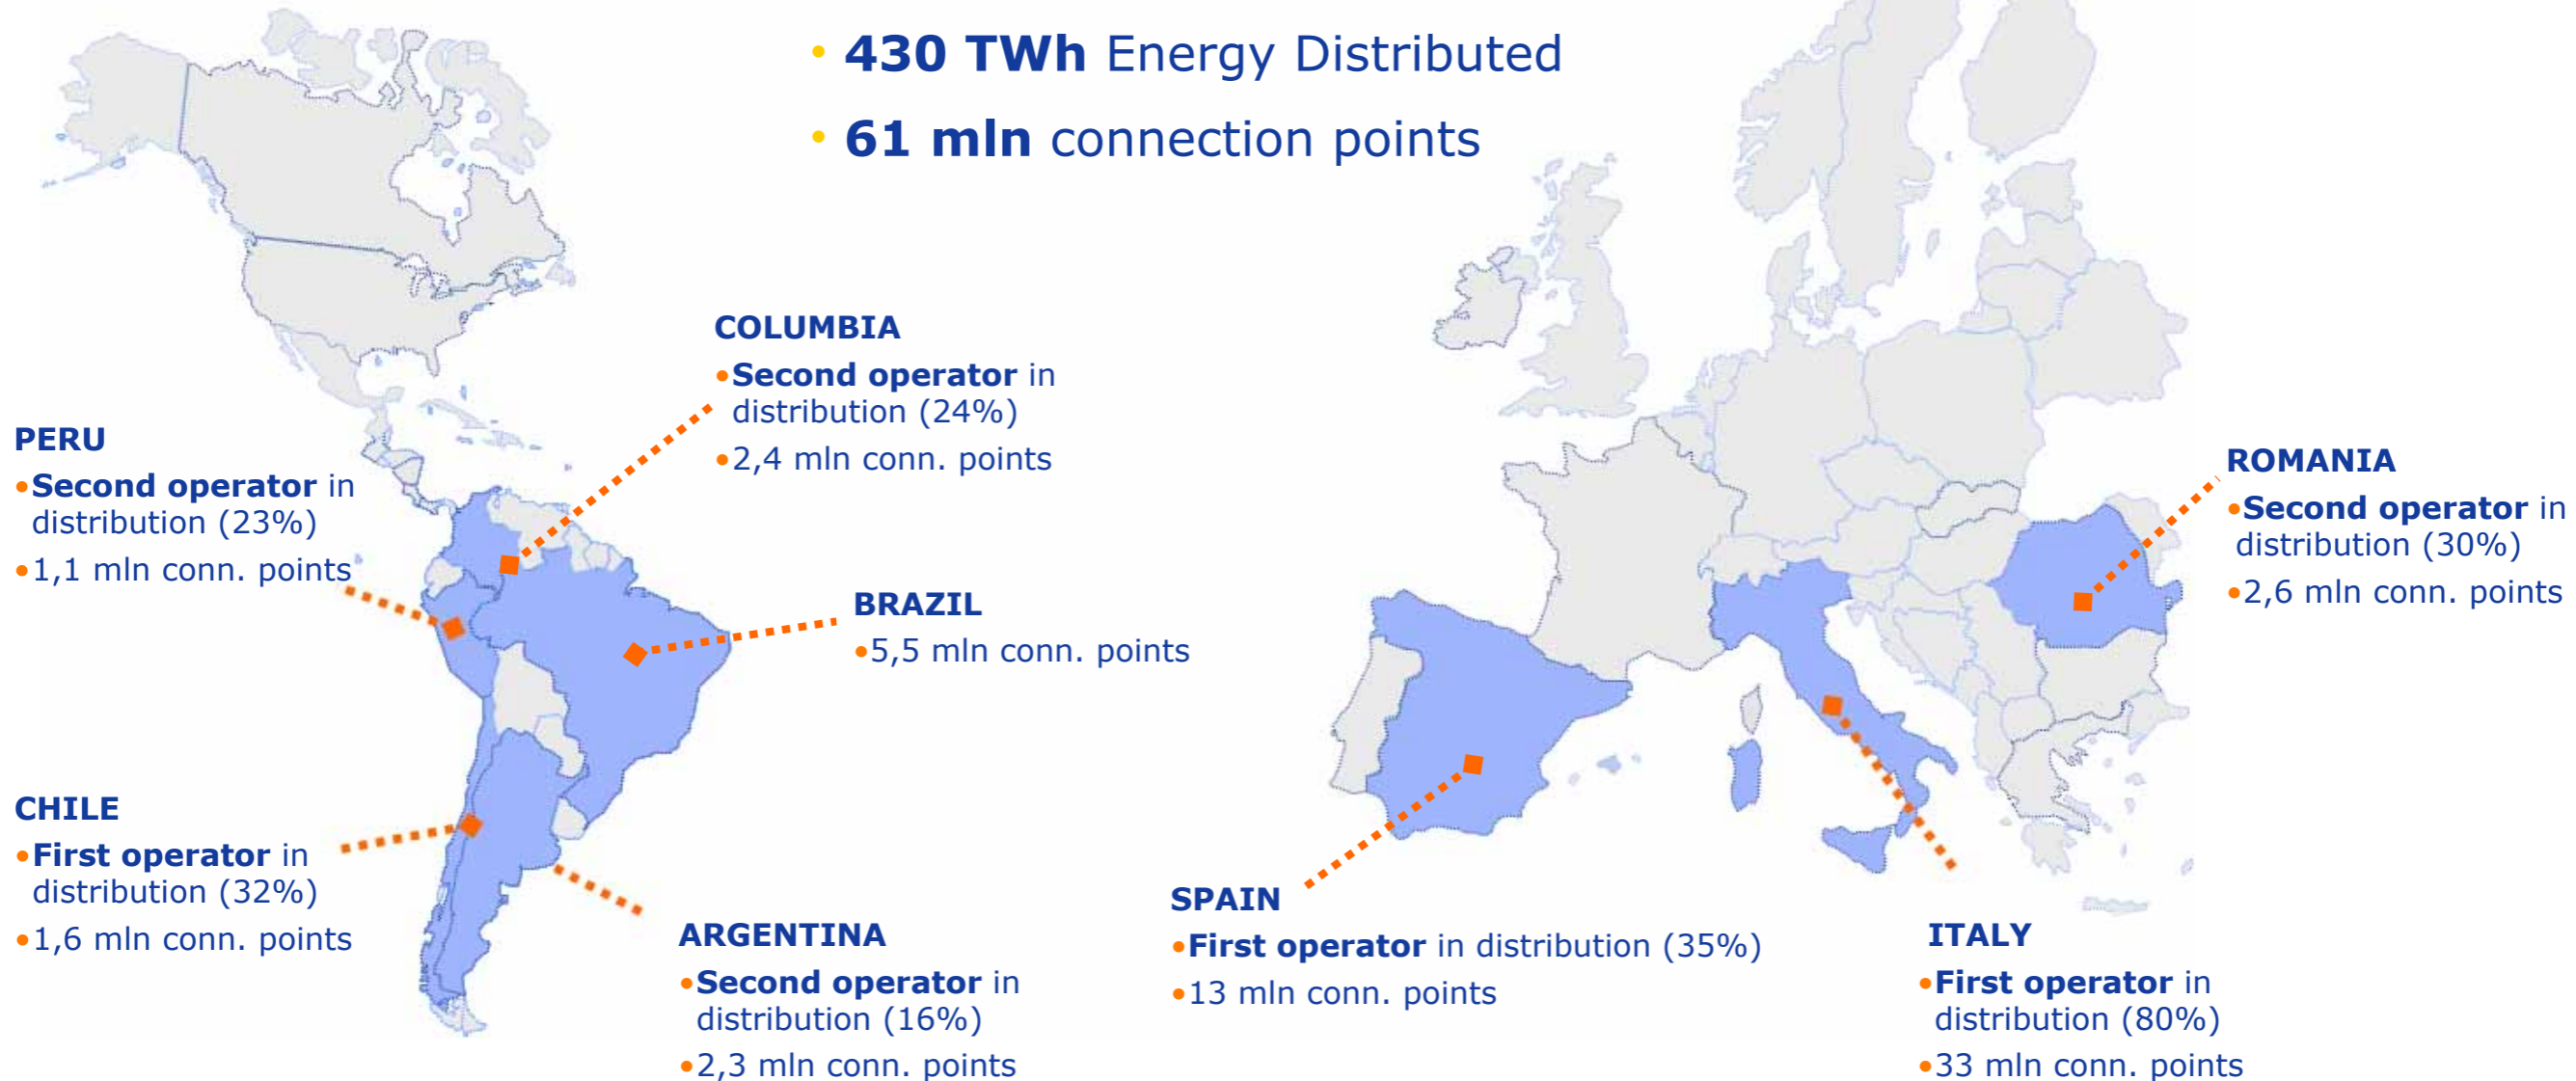 • 430 TWh Energy Distributed
• 61 mln connection points
COLUMBIA
•Second operator in
distribution (24%)
•2,4 mln conn. points
PERU
•Second operator in
distribution (23%)
•1,1 mln conn. points
BRAZIL
•5,5 mln conn. points
CHILE
•First operator in
distribution (32%)
•1,6 mln conn. points
ARGENTINA
•Second operator in
distribution (16%)
•2,3 mln conn. points
SPAIN
•First operator in distribution (35%)
•13 mln conn. points
ROMANIA
•Second operator in
distribution (30%)
•2,6 mln conn. points
ITALY
•First operator in
distribution (80%)
•33 mln conn. points